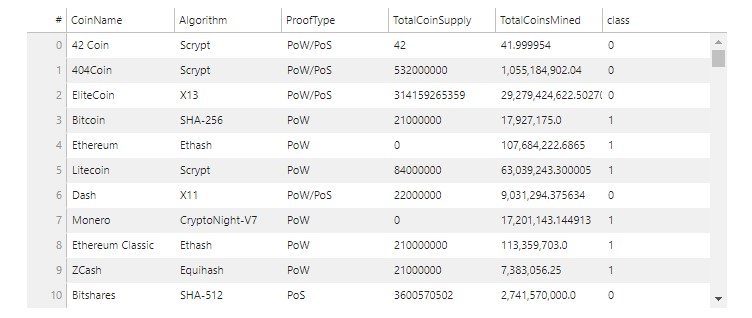 # CoinName Algorithm ProofType TotalCoinSupply TotalCoinsMined class
0 42 Coin Scrypt PoW/PoS 42 41.999954 0
1 404Coin Scrypt PoW/PoS 532000000 1,055,184,902.04 0
2 EliteCoin X13 PoW/PoS 314159265359 29,279,424,622.5027( 0
3 Bitcoin SHA-256 PoW 21000000 17,927,175.0 1
4 Ethereum Ethash PoW 0 107,684,222.6865 1
5 Litecoin Scrypt PoW 84000000 63,039,243.300005 1
6 Dash X11 PoW/PoS 22000000 9,031,294.375634 0
7 Monero CryptoNight-V7 PoW 0 17,201,143.144913 1
8 Ethereum Classic Ethash PoW 210000000 113,359,703.0 1
9 ZCash Equihash PoW 21000000 7,383,056.25 1
10 Bitshares SHA-512 PoS 3600570502 2,741,570,000.0 0